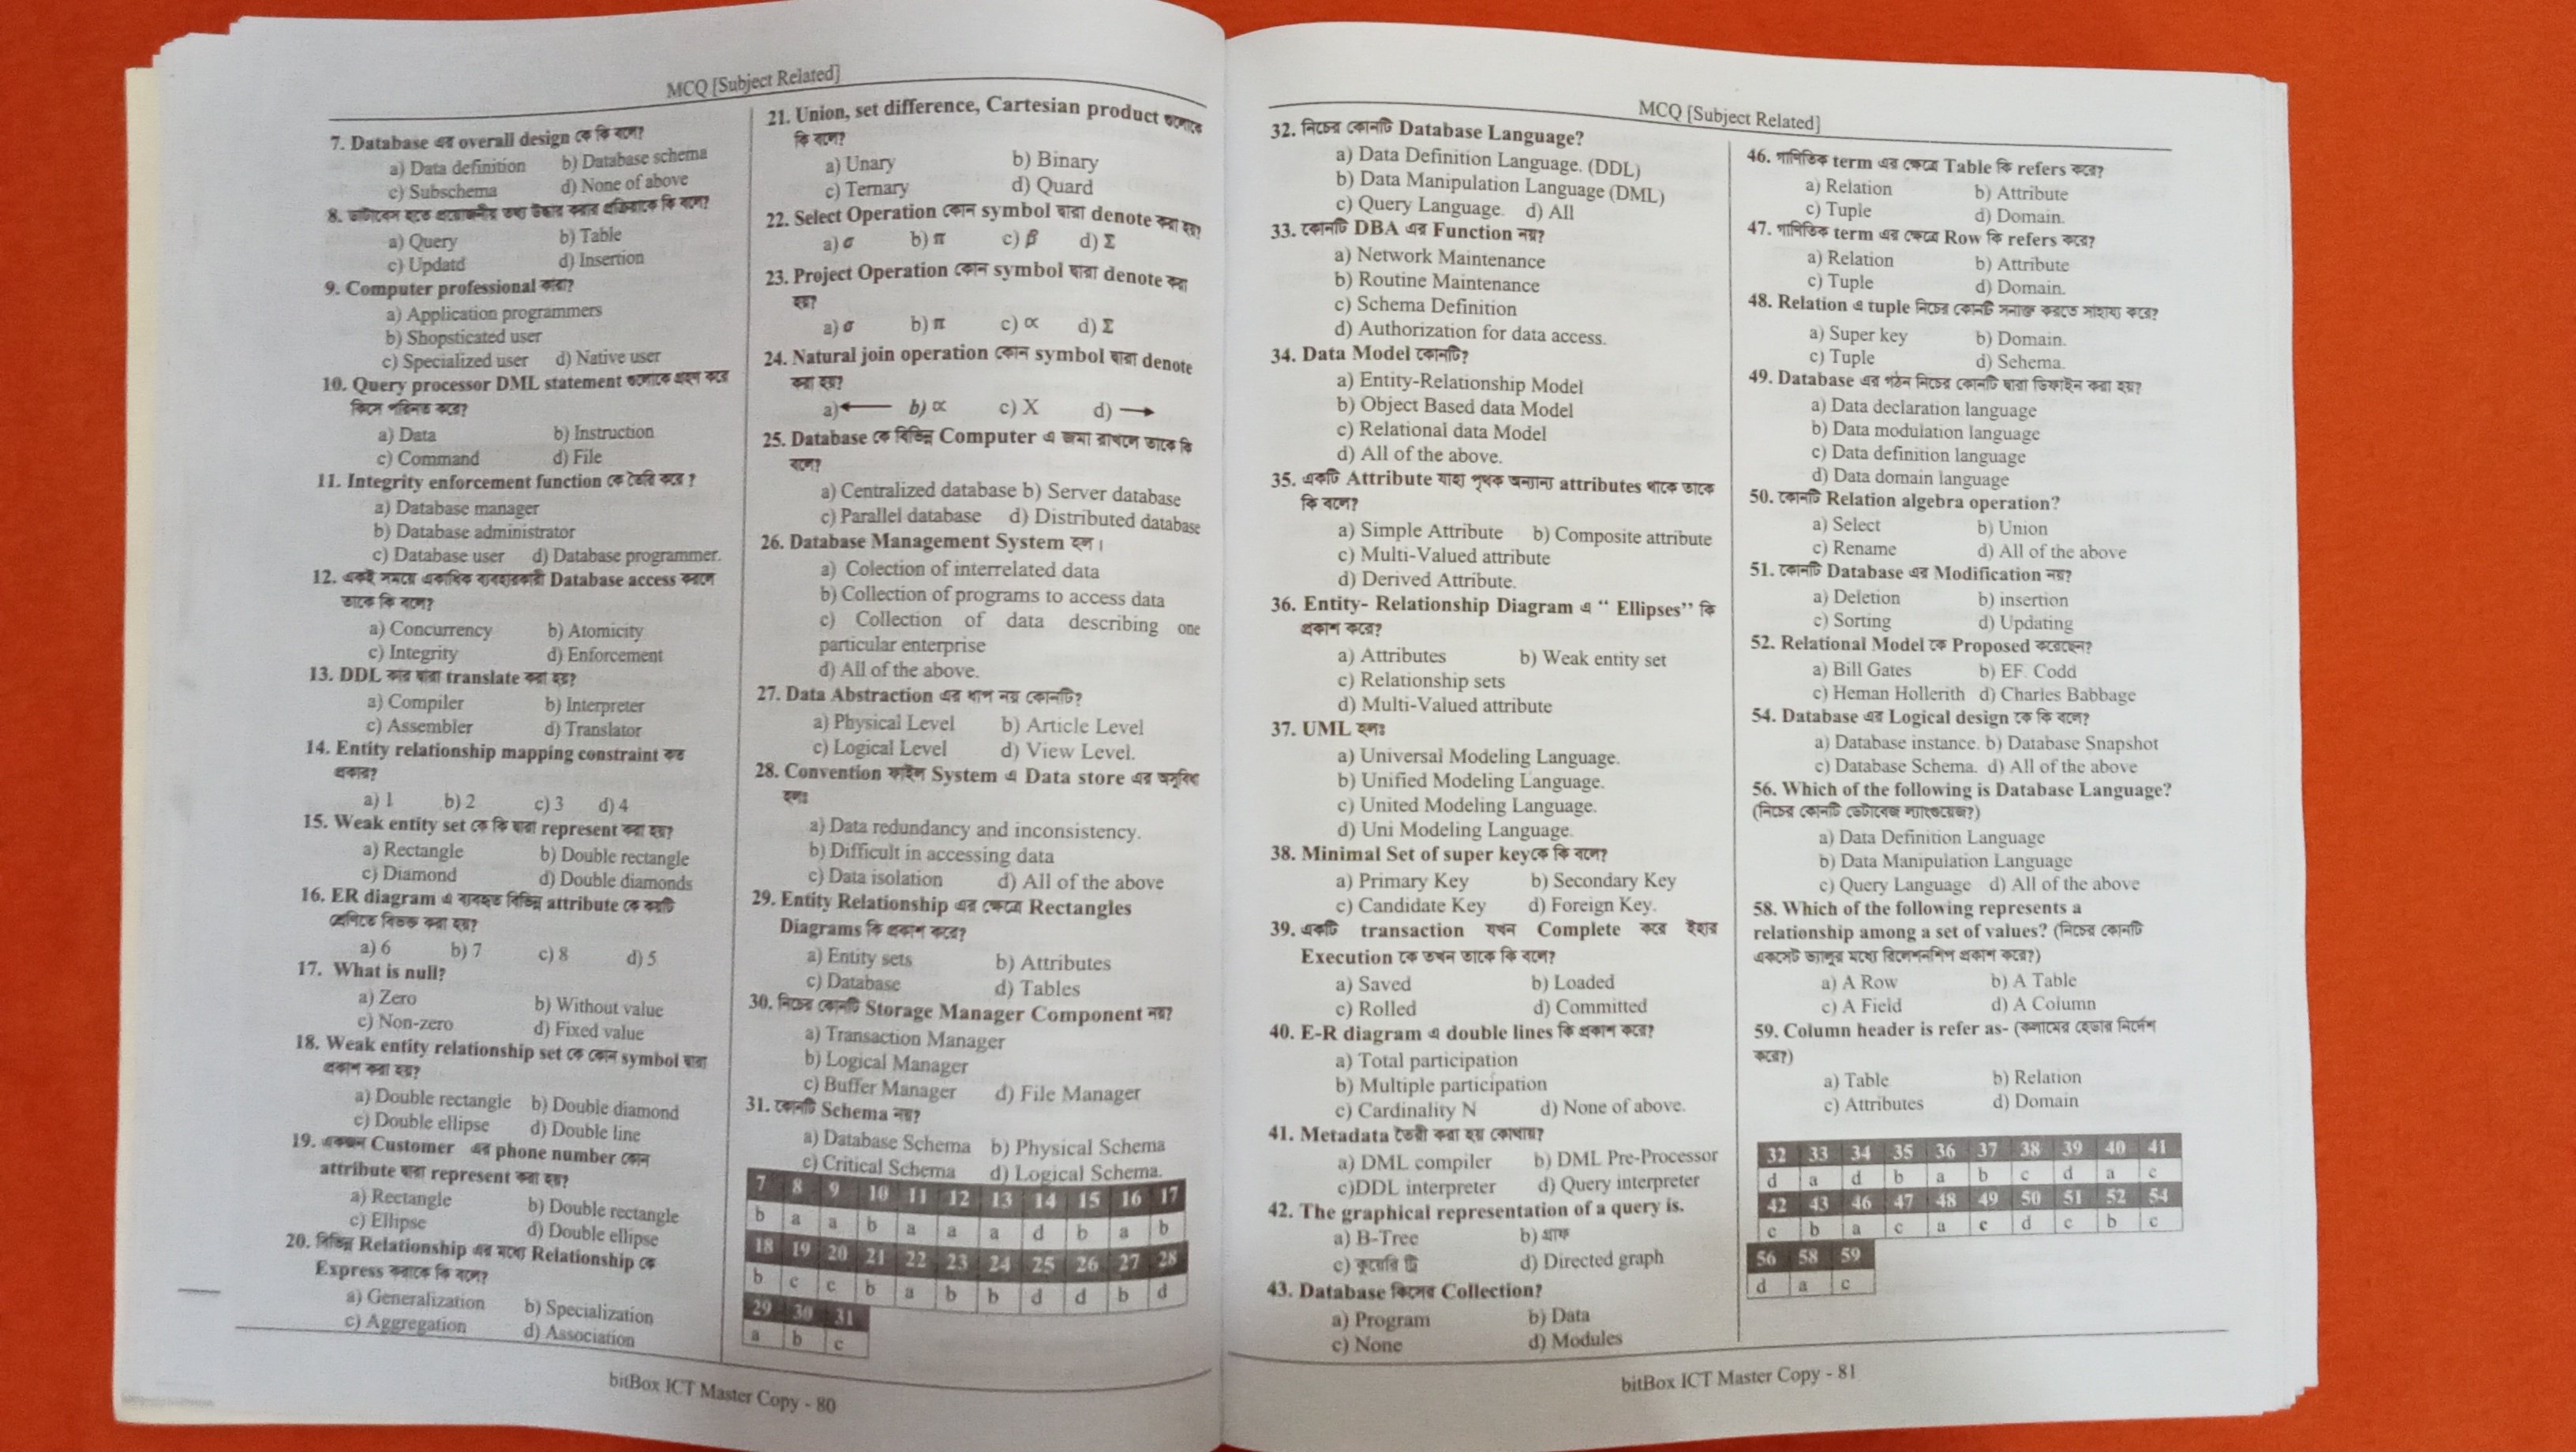 MCQ [Subject Related]
7. Database এর overall design কে কি বলে?
a) Data definition b) Database schema
c) Subschema d) None of above
8. ডাটাবেস হতে প্রয়োজনীয় তথ্য উদ্ধার করার প্রক্রিয়াকে কি বলে?
a) Query b) Table
c) Updatd d) Insertion
9. Computer professional কারা?
a) Application programmers
b) Shopsticated user
c) Specialized user d) Native user
10. Query processor DML statement গুলোকে গ্রহন করে
কিসে পরিনত করে?
a) Data b) Instruction
c) Command d) File
11. Integrity enforcement function কে তৈরি করে ?
a) Database manager
b) Database administrator
c) Database user d) Database programmer.
12. একই সময়ে একাধিক ব্যবহারকারী Database access করলে
তাকে কি বলে?
a) Concurrency b) Atomicity
c) Integrity d) Enforcement
13. DDL কার দ্বারা translate করা হয়?
a) Compiler b) Interpreter
c) Assembler d) Translator
14. Entity relationship mapping constraint কত
প্রকার?
a) 1 b) 2 c) 3 d) 4
15. Weak entity set কে কি দ্বারা represent করা হয়?
a) Rectangle b) Double rectangle
c) Diamond d) Double diamonds
16. ER diagram এ ব্যবহৃত বিভিন্ন attribute কে কয়টি
শ্রেণিতে বিভক্ত করা হয়?
a) 6 b) 7 c) 8 d) 5
17. What is null?
a) Zero b) Without value
c) Non-zero d) Fixed value
18. Weak entity relationship set কে কোন symbol দ্বারা
প্রকাশ করা হয়?
a) Double rectangle b) Double diamond
c) Double ellipse d) Double line
19. একজন Customer এর phone number কোন
attribute দ্বারা represent করা হয়?
a) Rectangle b) Double rectangle
c) Ellipse d) Double ellipse
20. বিভিন্ন Relationship এর মধ্যে Relationship কে
Express করাকে কি বলে?
a) Generalization b) Specialization
c) Aggregation d) Association
21. Union, set difference, Cartesian product গুলোকে
কি বলে?
a) Unary b) Binary
c) Ternary d) Quard
22. Select Operation কোন symbol দ্বারা denote করা হয়?
a) σ b) π c) β d) Σ
23. Project Operation কোন symbol দ্বারা denote করা
হয়?
a) σ b) π c) ∝ d) Σ
24. Natural join operation কোন symbol দ্বারা denote
করা হয়?
a) ← b) ∝ c) X d) →
25. Database কে বিভিন্ন Computer এ জমা রাখলে তাকে কি
বলে?
a) Centralized database b) Server database
c) Parallel database d) Distributed database
26. Database Management System হল ।
a) Colection of interrelated data
b) Collection of programs to access data
c) Collection of data describing one
particular enterprise
d) All of the above.
27. Data Abstraction এর ধাপ নয় কোনটি?
a) Physical Level b) Article Level
c) Logical Level d) View Level.
28. Convention ফাইল System এ Data store এর অসুবিধ
হলঃ
a) Data redundancy and inconsistency.
b) Difficult in accessing data
c) Data isolation d) All of the above
29. Entity Relationship এর ক্ষেত্রে Rectangles
Diagrams কি প্রকাশ করে?
a) Entity sets b) Attributes
c) Database d) Tables
30. নিচের কোনটি Storage Manager Component নয়?
a) Transaction Manager
b) Logical Manager
c) Buffer Manager d) File Manager
31. কোনটি Schema নয়?
a) Database Schema b) Physical Schema
c) Critical Schema d) Logical Schema.
7 8 9 10 11 12 13 14 15 16 17
b a a b a a a d b a b
18 19 20 21 22 23 24 25 26 27 28
b c c b a b b d d b d
29 30 31
a b c
bitBox ICT Master Copy - 80
MCQ [Subject Related]
32. নিচের কোনটি Database Language?
a) Data Definition Language. (DDL)
b) Data Manipulation Language (DML)
c) Query Language. d) All
33. কোনটি DBA এর Function নয়?
a) Network Maintenance
b) Routine Maintenance
c) Schema Definition
d) Authorization for data access.
34. Data Model কোনটি?
a) Entity-Relationship Model
b) Object Based data Model
c) Relational data Model
d) All of the above.
35. একটি Attribute যাহা পৃথক অন্যান্য attributes থাকে তাকে
কি বলে?
a) Simple Attribute b) Composite attribute
c) Multi-Valued attribute
d) Derived Attribute.
36. Entity- Relationship Diagram এ “ Ellipses” কি
প্রকাশ করে?
a) Attributes b) Weak entity set
c) Relationship sets
d) Multi-Valued attribute
37. UML হলঃ
a) Universal Modeling Language.
b) Unified Modeling Language.
c) United Modeling Language.
d) Uni Modeling Language.
38. Minimal Set of super keyকে কি বলে?
a) Primary Key b) Secondary Key
c) Candidate Key d) Foreign Key.
39. একটি transaction যখন Complete করে ইহার
Execution কে তখন তাকে কি বলে?
a) Saved b) Loaded
c) Rolled d) Committed
40. E-R diagram এ double lines কি প্রকাশ করে?
a) Total participation
b) Multiple participation
c) Cardinality N d) None of above.
41. Metadata তৈরী করা হয় কোথায়?
a) DML compiler b) DML Pre-Processor
c)DDL interpreter d) Query interpreter
42. The graphical representation of a query is.
a) B-Tree b) গ্রাফ
c) কুয়েরি ট্রি d) Directed graph
43. Database কিসের Collection?
a) Program b) Data
c) None d) Modules
46. গাণিতিক term এর ক্ষেত্রে Table কি refers করে?
a) Relation b) Attribute
c) Tuple d) Domain.
47. গাণিতিক term এর ক্ষেত্রে Row কি refers করে?
a) Relation b) Attribute
c) Tuple d) Domain.
48. Relation এ tuple নিচের কোনটি সনাক্ত করতে সাহায্য করে?
a) Super key b) Domain.
c) Tuple d) Schema.
49. Database এর গঠন নিচের কোনটি দ্বারা ডিফাইন করা হয়?
a) Data declaration language
b) Data modulation language
c) Data definition language
d) Data domain language
50. কোনটি Relation algebra operation?
a) Select b) Union
c) Rename d) All of the above
51. কোনটি Database এর Modification নয়?
a) Deletion b) insertion
c) Sorting d) Updating
52. Relational Model কে Proposed করেছেন?
a) Bill Gates b) EF. Codd
c) Heman Hollerith d) Charles Babbage
54. Database এর Logical design কে কি বলে?
a) Database instance. b) Database Snapshot
c) Database Schema. d) All of the above
56. Which of the following is Database Language?
(নিচের কোনটি ডেটাবেজ ল্যাংগুয়েজ?)
a) Data Definition Language
b) Data Manipulation Language
c) Query Language d) All of the above
58. Which of the following represents a
relationship among a set of values? (নিচের কোনটি
একসেট ভ্যালুর মধ্যে রিলেশনশিপ প্রকাশ করে?)
a) A Row b) A Table
c) A Field d) A Column
59. Column header is refer as- (কলামের হেডার নির্দেশ
করে?)
a) Table b) Relation
c) Attributes d) Domain
32 33 34 35 36 37 38 39 40 41
d a d b a b c d a c
42 43 46 47 48 49 50 51 52 54
c b a c a c d c b c
56 58 59
d a c
bitBox ICT Master Copy - 81